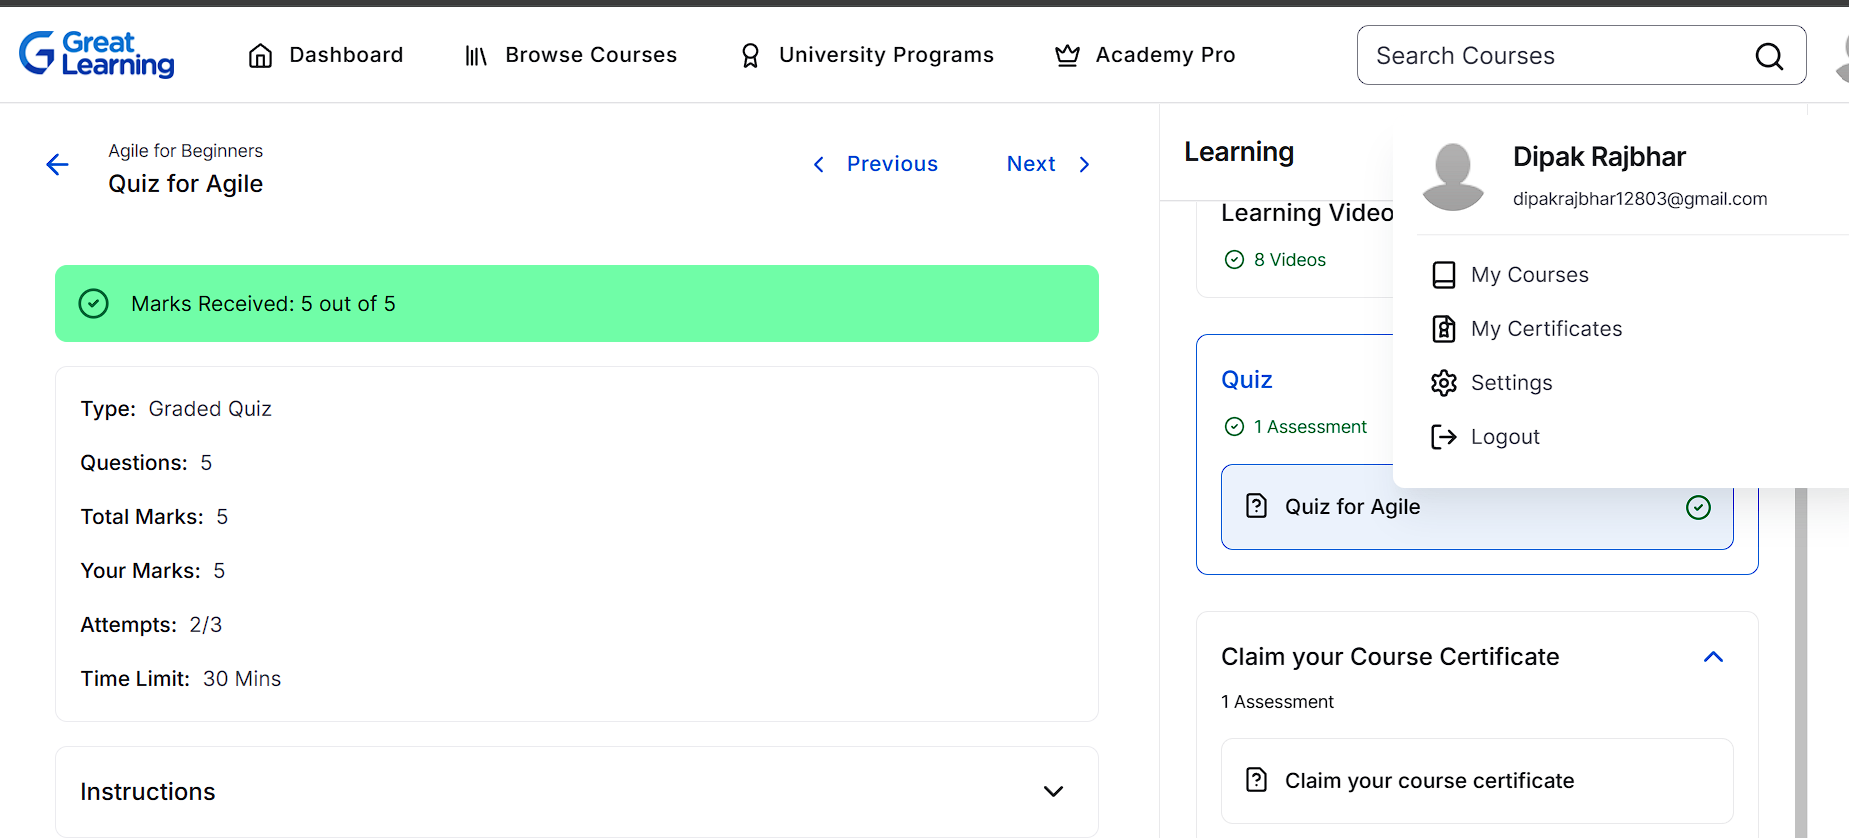 Great
Learning
Dashboard
Browse Courses
University Programs
Academy Pro
Search Courses
Agile for Beginners
Quiz for Agile
Previous
Next
Marks Received: 5 out of 5
Type: Graded Quiz
Questions: 5
Total Marks: 5
Your Marks: 5
Attempts: 2/3
Time Limit: 30 Mins
Instructions
Learning
Learning Video
8 Videos
Quiz
1 Assessment
Quiz for Agile
Claim your Course Certificate
1 Assessment
Claim your course certificate
Dipak Rajbhar
dipakrajbhar12803@gmail.com
My Courses
My Certificates
Settings
Logout